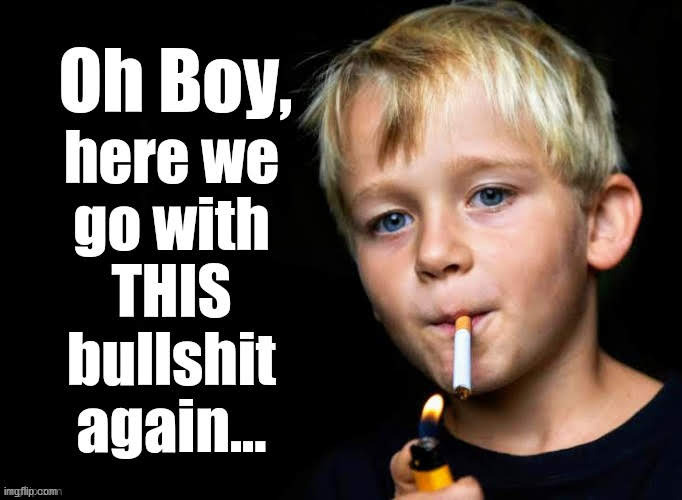 Oh Boy,
here we
go with
THIS
bullshit
again...
imgflip.com